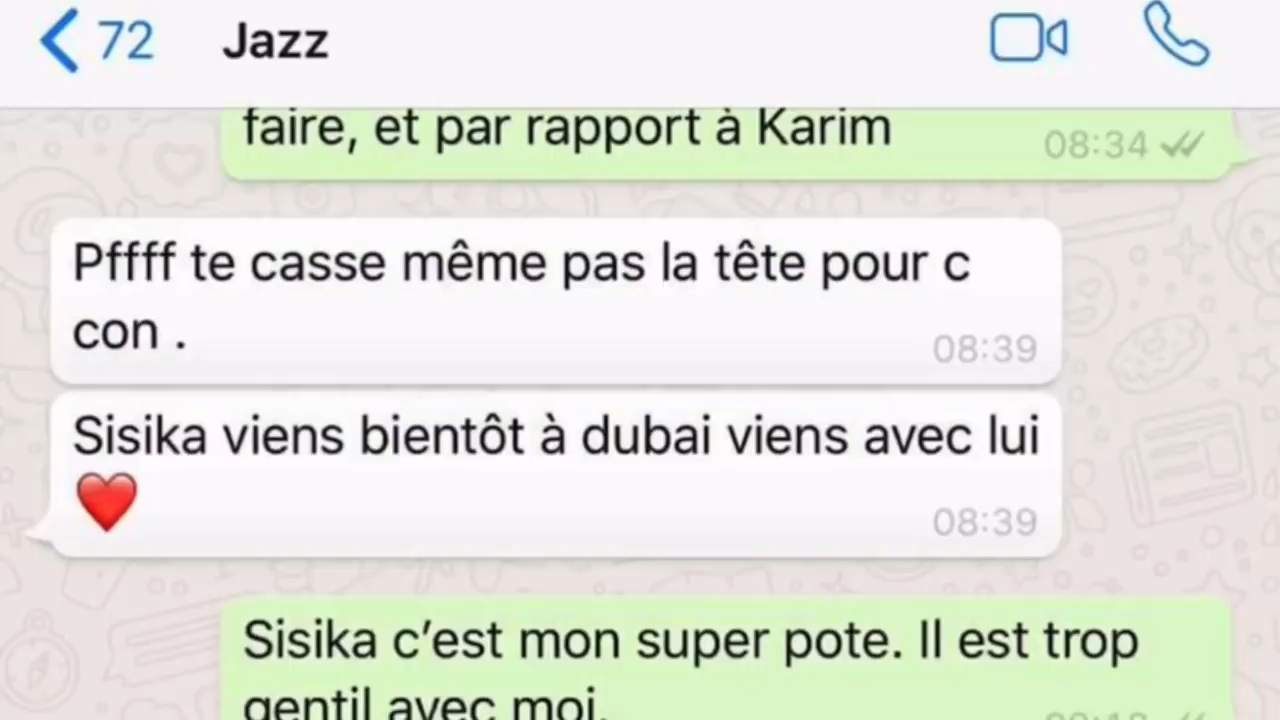 72 Jazz
faire, et par rapport à Karim
08:34
Pffff te casse même pas la tête pour c
con .
08:39
Sisika viens bientôt à dubai viens avec lui
❤️
08:39
Sisika c’est mon super pote. Il est trop
gentil avec moi.